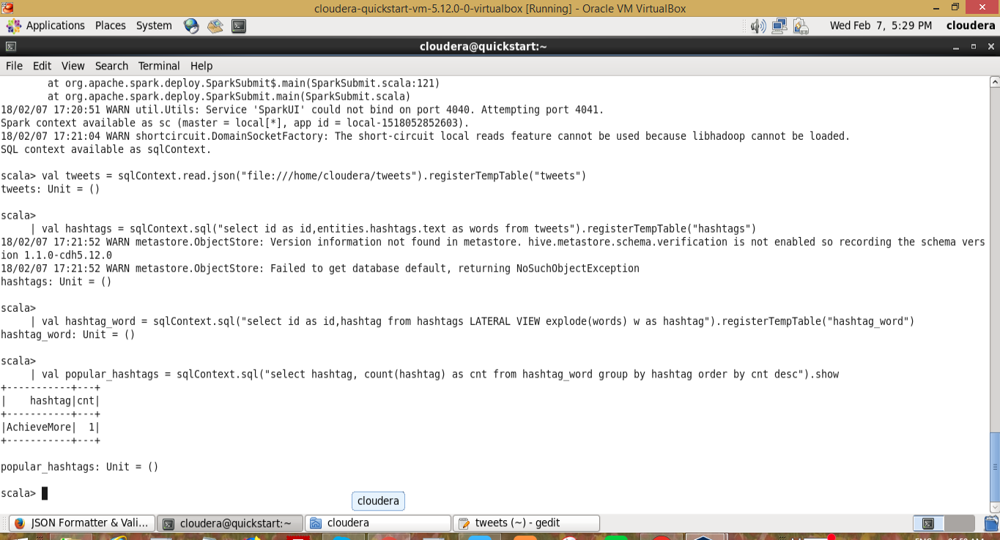 cloudera-quickstart-vm-5.12.0-0-virtualbox [Running] - Oracle VM VirtualBox
Applications Places System Wed Feb 7, 5:29 PM cloudera
cloudera@quickstart:~
File Edit View Search Terminal Help
at org.apache.spark.deploy.SparkSubmit$.main(SparkSubmit.scala:121)
at org.apache.spark.deploy.SparkSubmit.main(SparkSubmit.scala)
18/02/07 17:20:51 WARN util.Utils: Service 'SparkUI' could not bind on port 4040. Attempting port 4041.
Spark context available as sc (master = local[*], app id = local-1518052852603).
18/02/07 17:21:04 WARN shortcircuit.DomainSocketFactory: The short-circuit local reads feature cannot be used because libhadoop cannot be loaded.
SQL context available as sqlContext.
scala> val tweets = sqlContext.read.json("file:///home/cloudera/tweets").registerTempTable("tweets")
tweets: Unit = ()
scala>
| val hashtags = sqlContext.sql("select id as id,entities.hashtags.text as words from tweets").registerTempTable("hashtags")
18/02/07 17:21:52 WARN metastore.ObjectStore: Version information not found in metastore. hive.metastore.schema.verification is not enabled so recording the schema vers
ion 1.1.0-cdh5.12.0
18/02/07 17:21:52 WARN metastore.ObjectStore: Failed to get database default, returning NoSuchObjectException
hashtags: Unit = ()
scala>
| val hashtag_word = sqlContext.sql("select id as id,hashtag from hashtags LATERAL VIEW explode(words) w as hashtag").registerTempTable("hashtag_word")
hashtag_word: Unit = ()
scala>
| val popular_hashtags = sqlContext.sql("select hashtag, count(hashtag) as cnt from hashtag_word group by hashtag order by cnt desc").show
+-----------+---+
|    hashtag|cnt|
+-----------+---+
|AchieveMore|  1|
+-----------+---+
popular_hashtags: Unit = ()
scala>
cloudera
JSON Formatter & Vali... cloudera@quickstart:~ cloudera tweets (~) - gedit